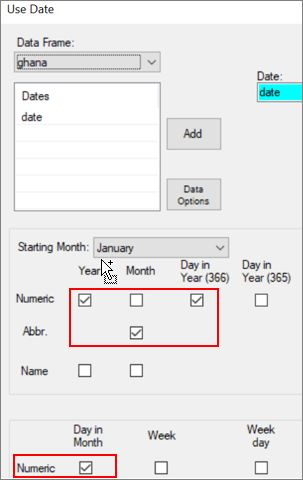 Use Date
Data Frame:
ghana
Date:
date
Dates
date
Add
Data
Options
Starting Month: January
Year Month Day in Year (366) Day in Year (365)
Numeric
Abbr.
Name
Day in Month Week Week day
Numeric